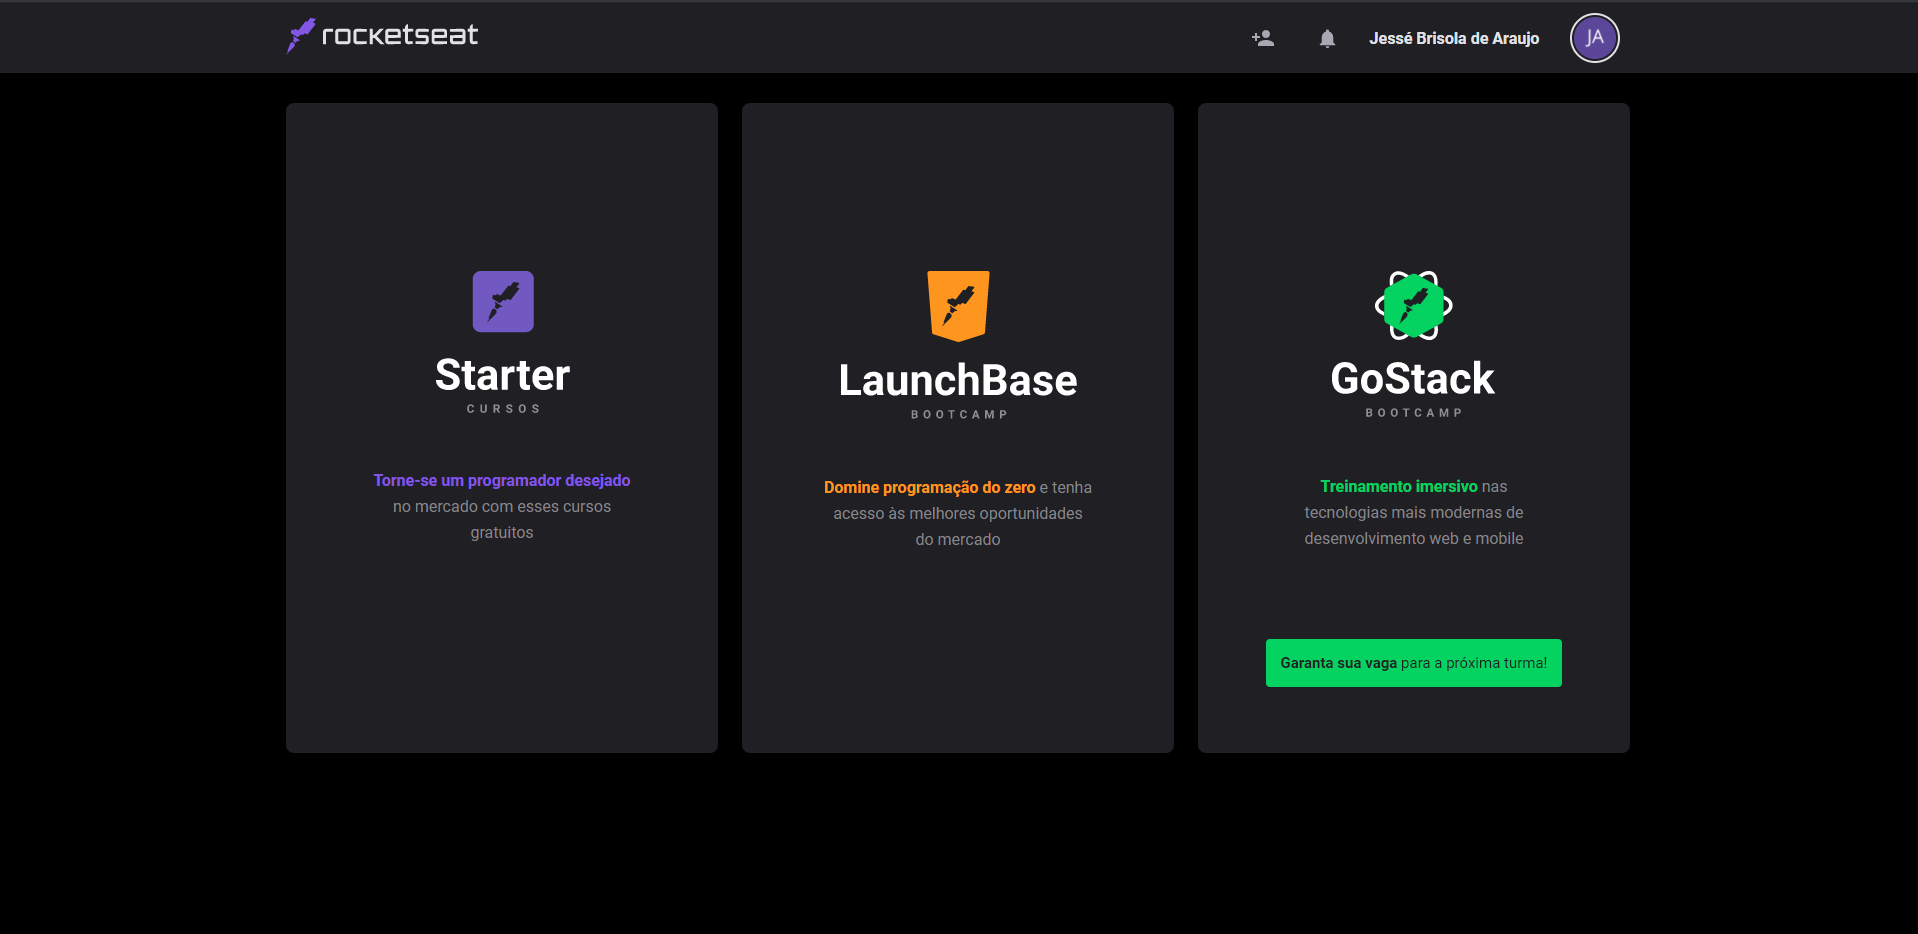 rocketseat
Jessé Brisola de Araujo
JA
Starter
CURSOS
Torne-se um programador desejado
no mercado com esses cursos
gratuitos
LaunchBase
BOOTCAMP
Domine programação do zero e tenha
acesso às melhores oportunidades
do mercado
GoStack
BOOTCAMP
Treinamento imersivo nas
tecnologias mais modernas de
desenvolvimento web e mobile
Garanta sua vaga para a próxima turma!